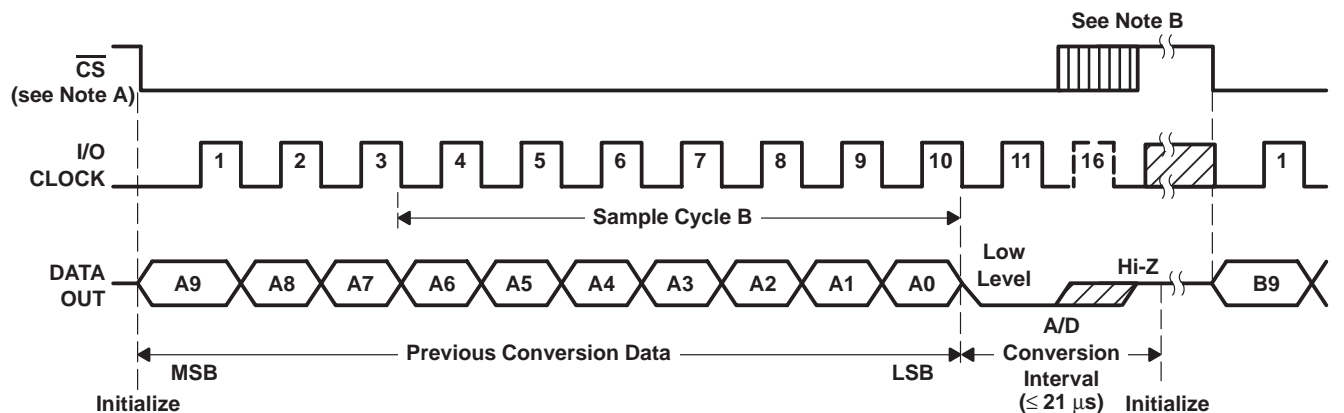 See Note B
CS
(see Note A)
I/O
CLOCK
1 2 3 4 5 6 7 8 9 10 11 16 1
Sample Cycle B
DATA
OUT
A9 A8 A7 A6 A5 A4 A3 A2 A1 A0
Low
Level
Hi-Z
B9
Previous Conversion Data
MSB
LSB
A/D
Conversion
Interval
(≤ 21 μs)
Initialize
Initialize